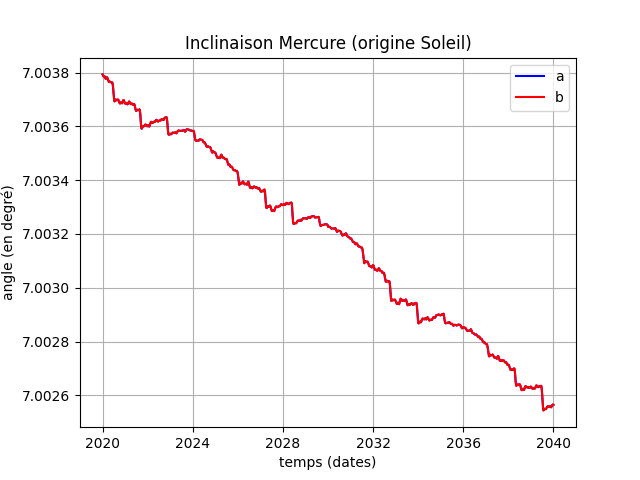 Inclinaison Mercure (origine Soleil)
a
b
7.0038
7.0036
7.0034
7.0032
7.0030
7.0028
7.0026
angle (en degré)
2020 2024 2028 2032 2036 2040
temps (dates)